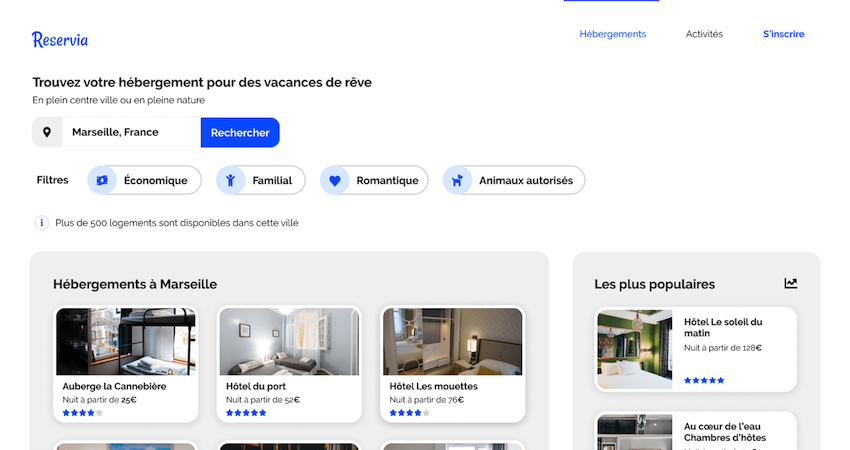 Reservia
Hébergements
Activités
S'inscrire
Trouvez votre hébergement pour des vacances de rêve
En plein centre ville ou en pleine nature
Marseille, France
Rechercher
Filtres
Économique
Familial
Romantique
Animaux autorisés
Plus de 500 logements sont disponibles dans cette ville
Hébergements à Marseille
Auberge la Cannebière
Nuit à partir de 25€
Hôtel du port
Nuit à partir de 52€
Hôtel Les mouettes
Nuit à partir de 76€
Les plus populaires
Hôtel Le soleil du
matin
Nuit à partir de 128€
Au cœur de l'eau
Chambres d'hôtes